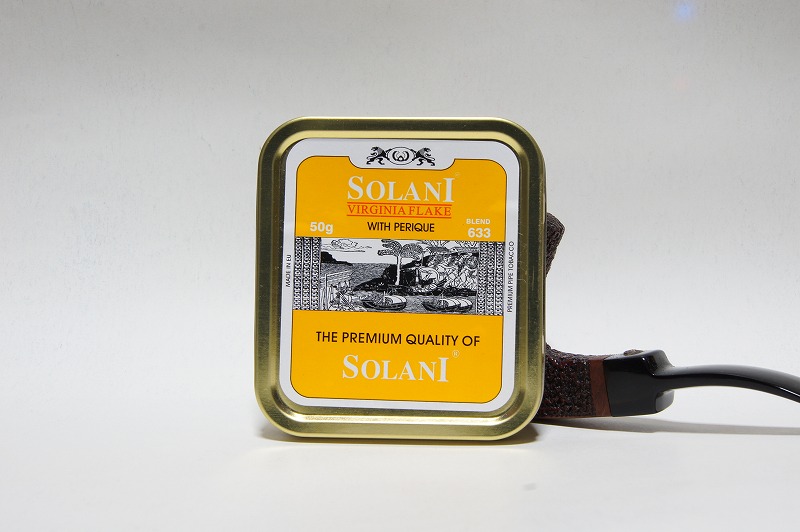 SOLANI
VIRGINIA FLAKE
WITH PERIQUE
50g
BLEND
633
MADE IN EU
PREMIUM PIPE TOBACCO
THE PREMIUM QUALITY OF
SOLANI®